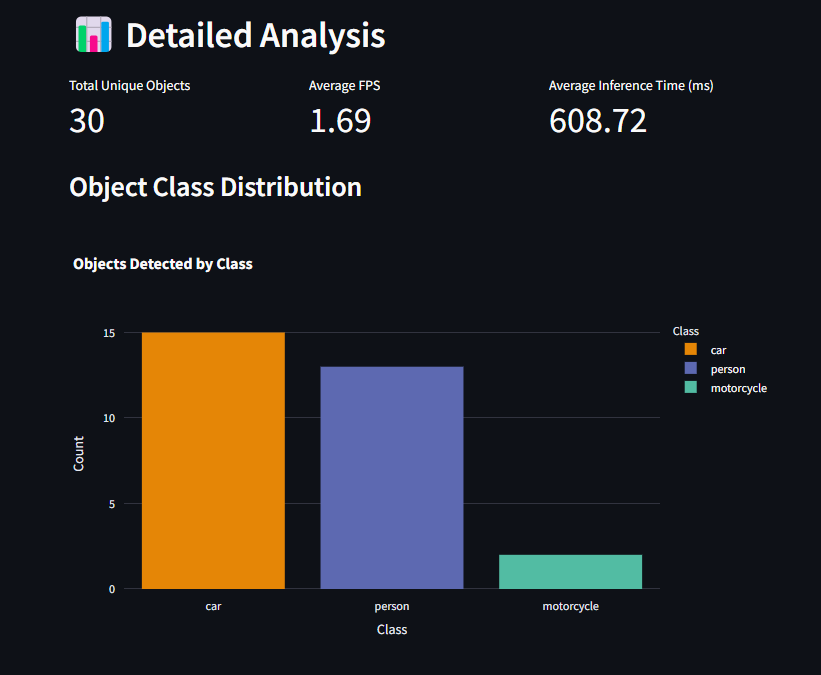 Detailed Analysis
Total Unique Objects
Average FPS
Average Inference Time (ms)
30
1.69
608.72
Object Class Distribution
Objects Detected by Class
15
10
5
0
Count
car
person
motorcycle
Class
Class
car
person
motorcycle